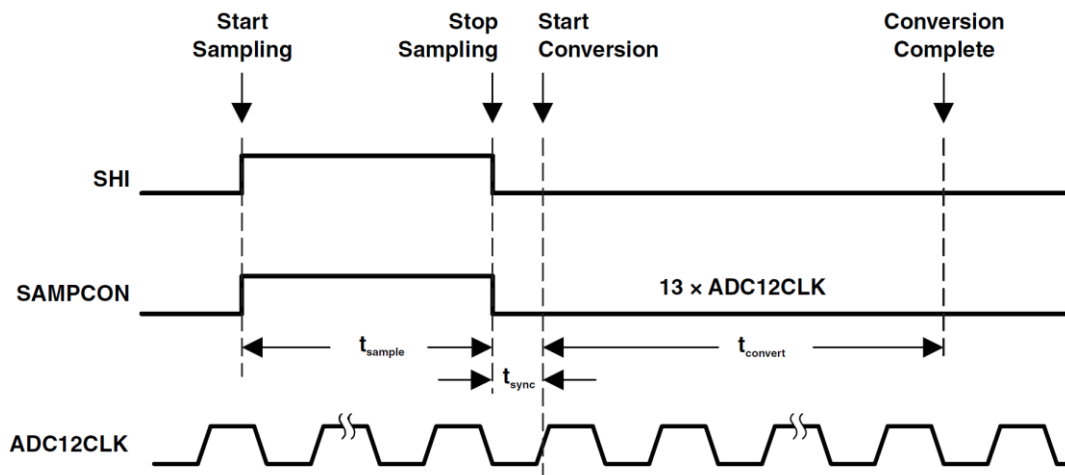 Start
Sampling
Stop
Sampling
Start
Conversion
Conversion
Complete
SHI
SAMPCON
13 × ADC12CLK
tsample
tconvert
tsync
ADC12CLK